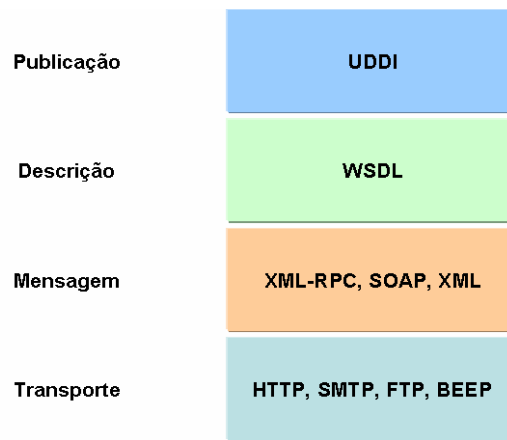 Publicação UDDI
Descrição WSDL
Mensagem XML-RPC, SOAP, XML
Transporte HTTP, SMTP, FTP, BEEP